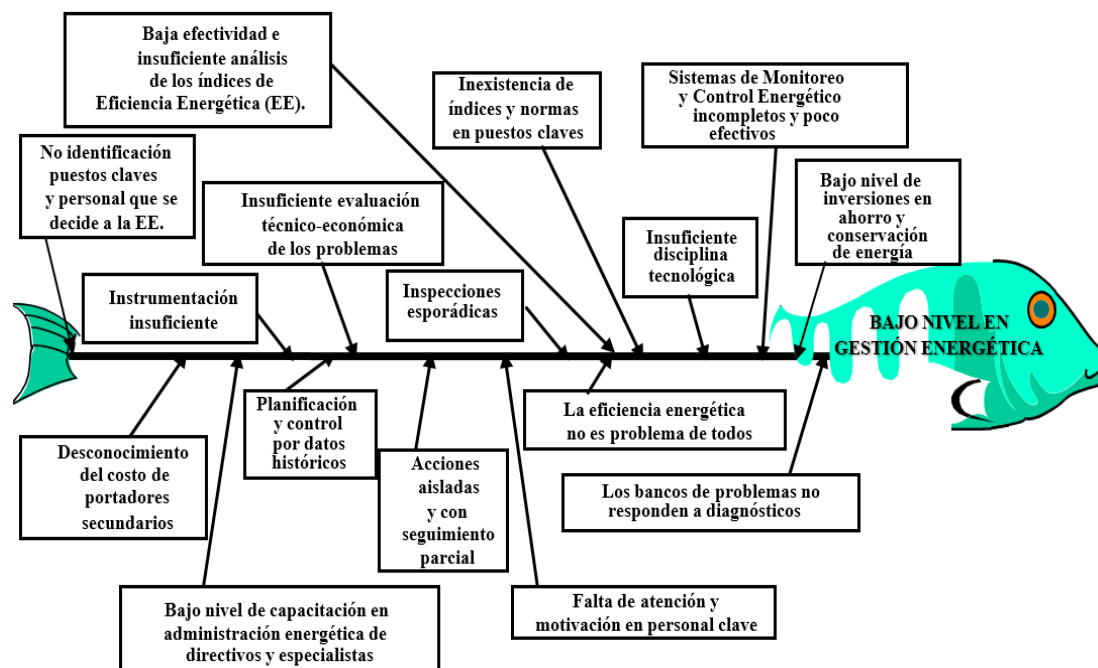 Baja efectividad e
insuficiente análisis
de los índices de
Eficiencia Energética (EE).
Inexistencia de
índices y normas
en puestos claves
Sistemas de Monitoreo
y Control Energético
incompletos y poco
efectivos
No identificación
puestos claves
y personal que se
decide a la EE.
Insuficiente evaluación
técnico-económica
de los problemas
Insuficiente
disciplina
tecnológica
Bajo nivel de
inversiones en
ahorro y
conservación
de energía
Instrumentación
insuficiente
Inspecciones
esporádicas
BAJO NIVEL EN
GESTIÓN ENERGÉTICA
Desconocimiento
del costo de
portadores
secundarios
Planificación
y control
por datos
históricos
Acciones
aisladas
y con
seguimiento
parcial
La eficiencia energética
no es problema de todos
Los bancos de problemas no
responden a diagnósticos
Bajo nivel de capacitación en
administración energética de
directivos y especialistas
Falta de atención y
motivación en personal clave